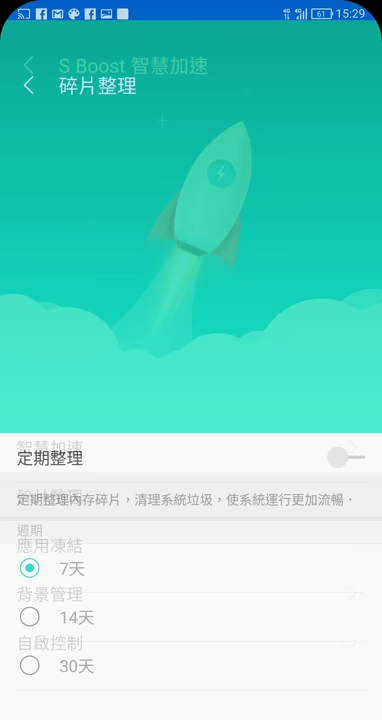 61 15:29
S Boost 智慧加速
碎片整理
智慧加速
定期整理
碎片整理
定期整理內存碎片，清理系統垃圾，使系統運行更加流暢．
週期
應用凍結
7天
背景管理
14天
自啟控制
30天